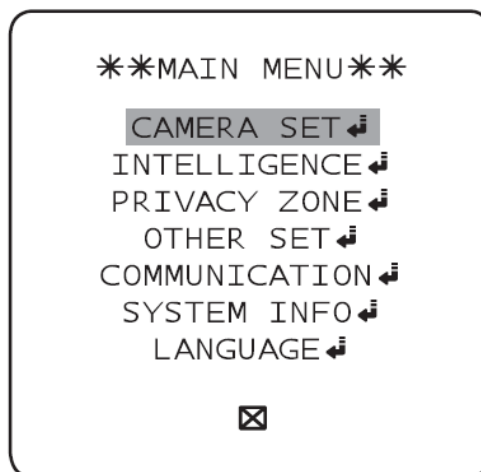 **MAIN MENU**
CAMERA SET↲
INTELLIGENCE↲
PRIVACY ZONE↲
OTHER SET↲
COMMUNICATION↲
SYSTEM INFO↲
LANGUAGE↲